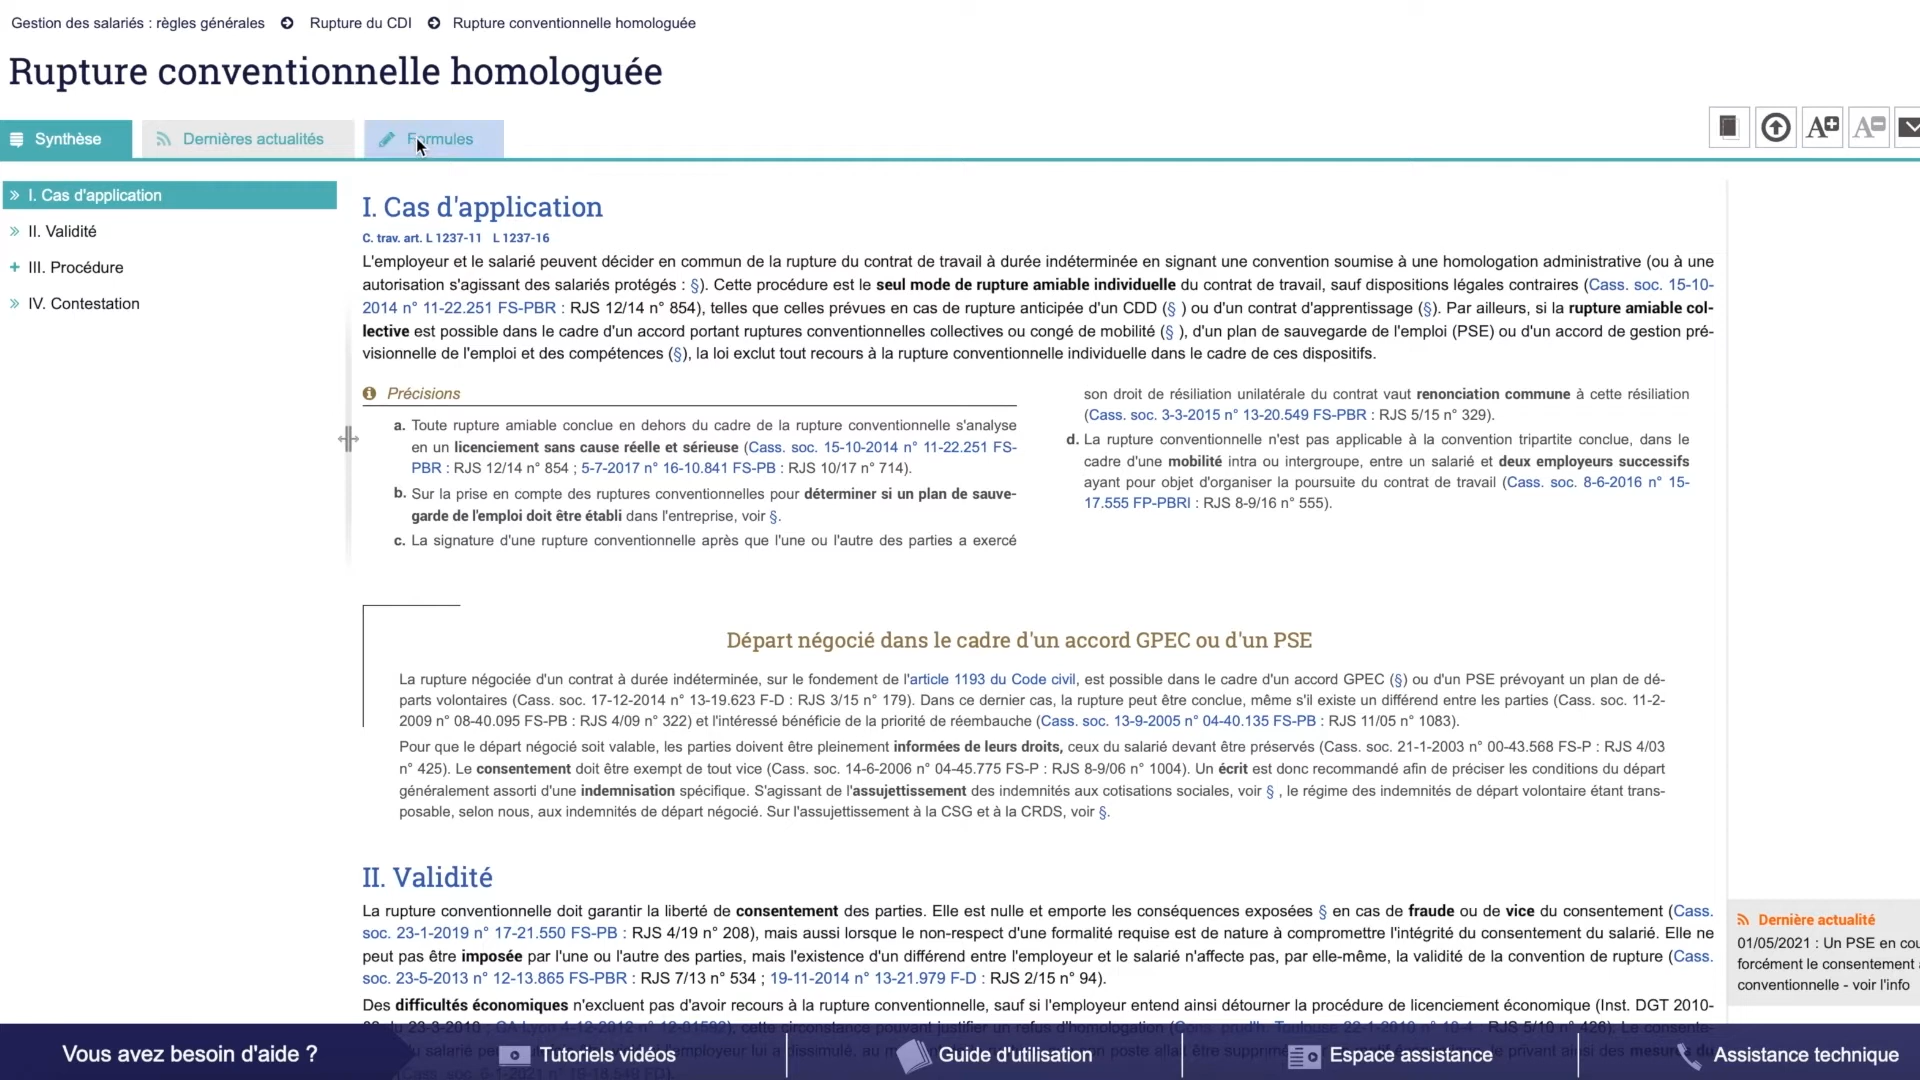 Gestion des salariés : règles générales Rupture du CDI Rupture conventionnelle homologuée
Rupture conventionnelle homologuée
Synthèse Dernières actualités Formules
A+ A-
I. Cas d'application
II. Validité
III. Procédure
IV. Contestation
I. Cas d'application
C. trav. art. L 1237-11 L 1237-16
L'employeur et le salarié peuvent décider en commun de la rupture du contrat de travail à durée indéterminée en signant une convention soumise à une homologation administrative (ou à une
autorisation s'agissant des salariés protégés : §). Cette procédure est le seul mode de rupture amiable individuelle du contrat de travail, sauf dispositions légales contraires (Cass. soc. 15-10-
2014 n° 11-22.251 FS-PBR : RJS 12/14 n° 854), telles que celles prévues en cas de rupture anticipée d'un CDD (§ ) ou d'un contrat d'apprentissage (§). Par ailleurs, si la rupture amiable col-
lective est possible dans le cadre d'un accord portant ruptures conventionnelles collectives ou congé de mobilité (§ ), d'un plan de sauvegarde de l'emploi (PSE) ou d'un accord de gestion pré-
visionnelle de l'emploi et des compétences (§), la loi exclut tout recours à la rupture conventionnelle individuelle dans le cadre de ces dispositifs.
Précisions
a. Toute rupture amiable conclue en dehors du cadre de la rupture conventionnelle s'analyse
en un licenciement sans cause réelle et sérieuse (Cass. soc. 15-10-2014 n° 11-22.251 FS-
PBR : RJS 12/14 n° 854 ; 5-7-2017 n° 16-10.841 FS-PB : RJS 10/17 n° 714).
b. Sur la prise en compte des ruptures conventionnelles pour déterminer si un plan de sauve-
garde de l'emploi doit être établi dans l'entreprise, voir §.
c. La signature d'une rupture conventionnelle après que l'une ou l'autre des parties a exercé
son droit de résiliation unilatérale du contrat vaut renonciation commune à cette résiliation
(Cass. soc. 3-3-2015 n° 13-20.549 FS-PBR : RJS 5/15 n° 329).
d. La rupture conventionnelle n'est pas applicable à la convention tripartite conclue, dans le
cadre d'une mobilité intra ou intergroupe, entre un salarié et deux employeurs successifs
ayant pour objet d'organiser la poursuite du contrat de travail (Cass. soc. 8-6-2016 n° 15-
17.555 FP-PBRI : RJS 8-9/16 n° 555).
Départ négocié dans le cadre d'un accord GPEC ou d'un PSE
La rupture négociée d'un contrat à durée indéterminée, sur le fondement de l'article 1193 du Code civil, est possible dans le cadre d'un accord GPEC (§) ou d'un PSE prévoyant un plan de dé-
parts volontaires (Cass. soc. 17-12-2014 n° 13-19.623 F-D : RJS 3/15 n° 179). Dans ce dernier cas, la rupture peut être conclue, même s'il existe un différend entre les parties (Cass. soc. 11-2-
2009 n° 08-40.095 FS-PB : RJS 4/09 n° 322) et l'intéressé bénéficie de la priorité de réembauche (Cass. soc. 13-9-2005 n° 04-40.135 FS-PB : RJS 11/05 n° 1083).
Pour que le départ négocié soit valable, les parties doivent être pleinement informées de leurs droits, ceux du salarié devant être préservés (Cass. soc. 21-1-2003 n° 00-43.568 FS-P : RJS 4/03
n° 425). Le consentement doit être exempt de tout vice (Cass. soc. 14-6-2006 n° 04-45.775 FS-P : RJS 8-9/06 n° 1004). Un écrit est donc recommandé afin de préciser les conditions du départ
généralement assorti d'une indemnisation spécifique. S'agissant de l'assujettissement des indemnités aux cotisations sociales, voir § , le régime des indemnités de départ volontaire étant trans-
posable, selon nous, aux indemnités de départ négocié. Sur l'assujettissement à la CSG et à la CRDS, voir §.
II. Validité
La rupture conventionnelle doit garantir la liberté de consentement des parties. Elle est nulle et emporte les conséquences exposées § en cas de fraude ou de vice du consentement (Cass.
soc. 23-1-2019 n° 17-21.550 FS-PB : RJS 4/19 n° 208), mais aussi lorsque le non-respect d'une formalité requise est de nature à compromettre l'intégrité du consentement du salarié. Elle ne
peut pas être imposée par l'une ou l'autre des parties, mais l'existence d'un différend entre l'employeur et le salarié n'affecte pas, par elle-même, la validité de la convention de rupture (Cass.
soc. 23-5-2013 n° 12-13.865 FS-PBR : RJS 7/13 n° 534 ; 19-11-2014 n° 13-21.979 F-D : RJS 2/15 n° 94).
Des difficultés économiques n'excluent pas d'avoir recours à la rupture conventionnelle, sauf si l'employeur entend ainsi détourner la procédure de licenciement économique (Inst. DGT 2010-
Dernière actualité
01/05/2021 : Un PSE en cou
forcément le consentement
conventionnelle - voir l'info
Vous avez besoin d'aide ? Tutoriels vidéos Guide d'utilisation Espace assistance Assistance technique